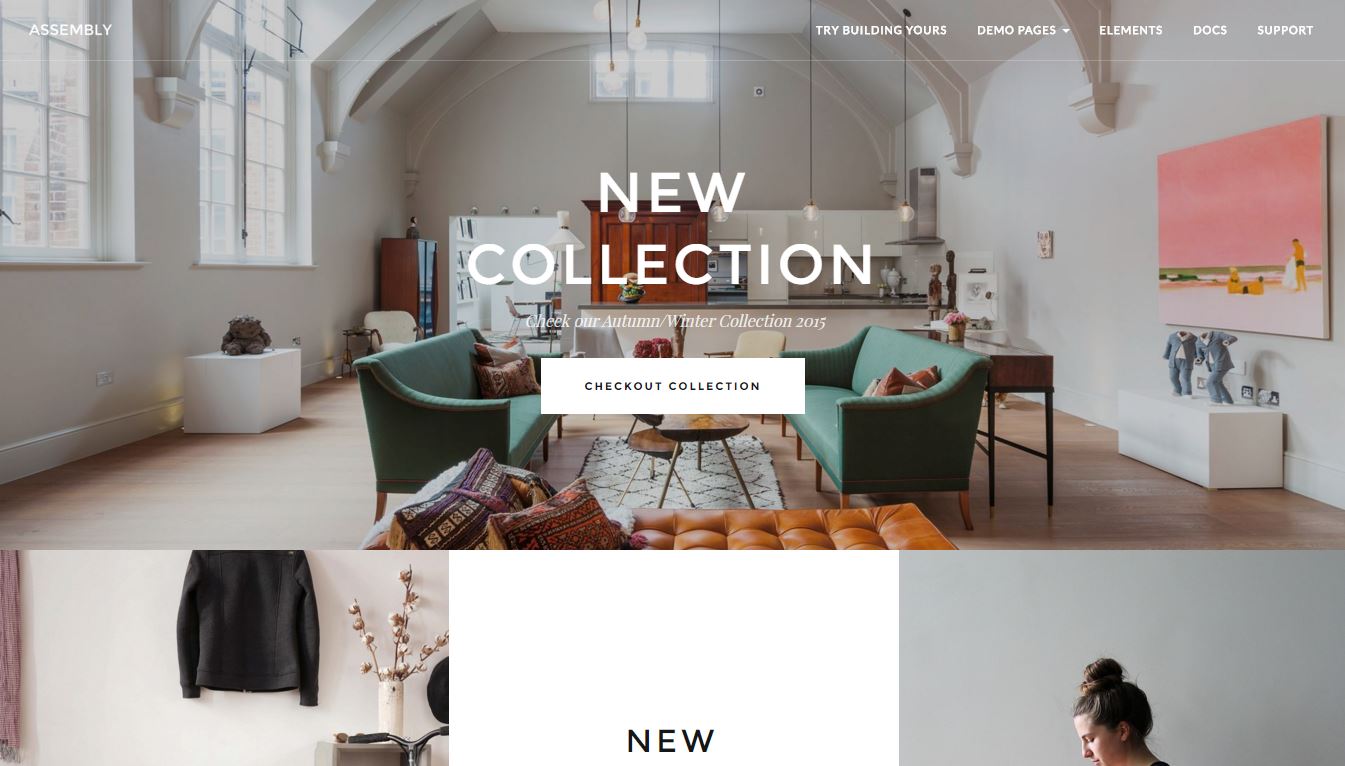 ASSEMBLY
TRY BUILDING YOURS
DEMO PAGES
ELEMENTS
DOCS
SUPPORT
NEW
COLLECTION
Check our Autumn/Winter Collection 2015
CHECKOUT COLLECTION
NEW